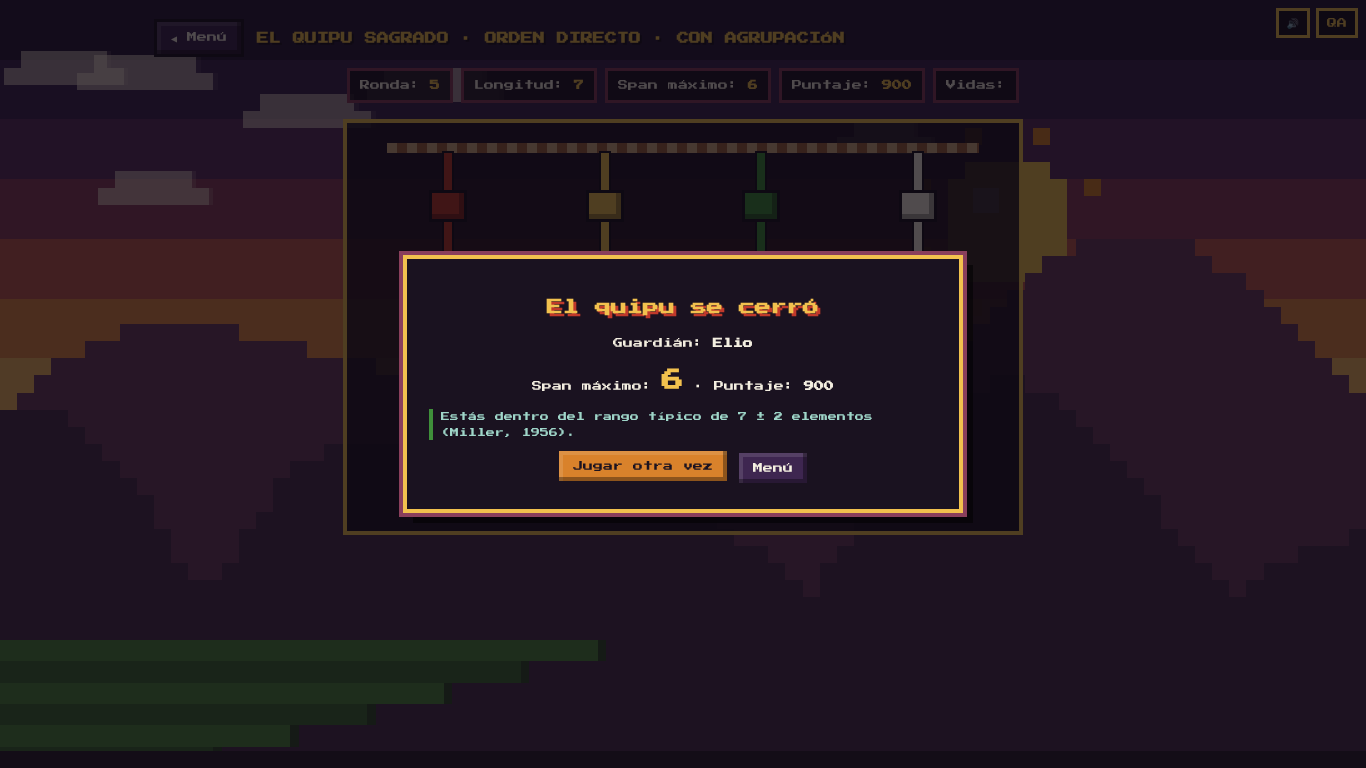 ◂ Menú
EL QUIPU SAGRADO · ORDEN DIRECTO · CON AGRUPACIÓN
QA
Ronda: 5
Longitud: 7
Span máximo: 6
Puntaje: 900
Vidas:
El quipu se cerró
Guardián: Elio
Span máximo: 6 · Puntaje: 900
Estás dentro del rango típico de 7 ± 2 elementos
(Miller, 1956).
Jugar otra vez
Menú